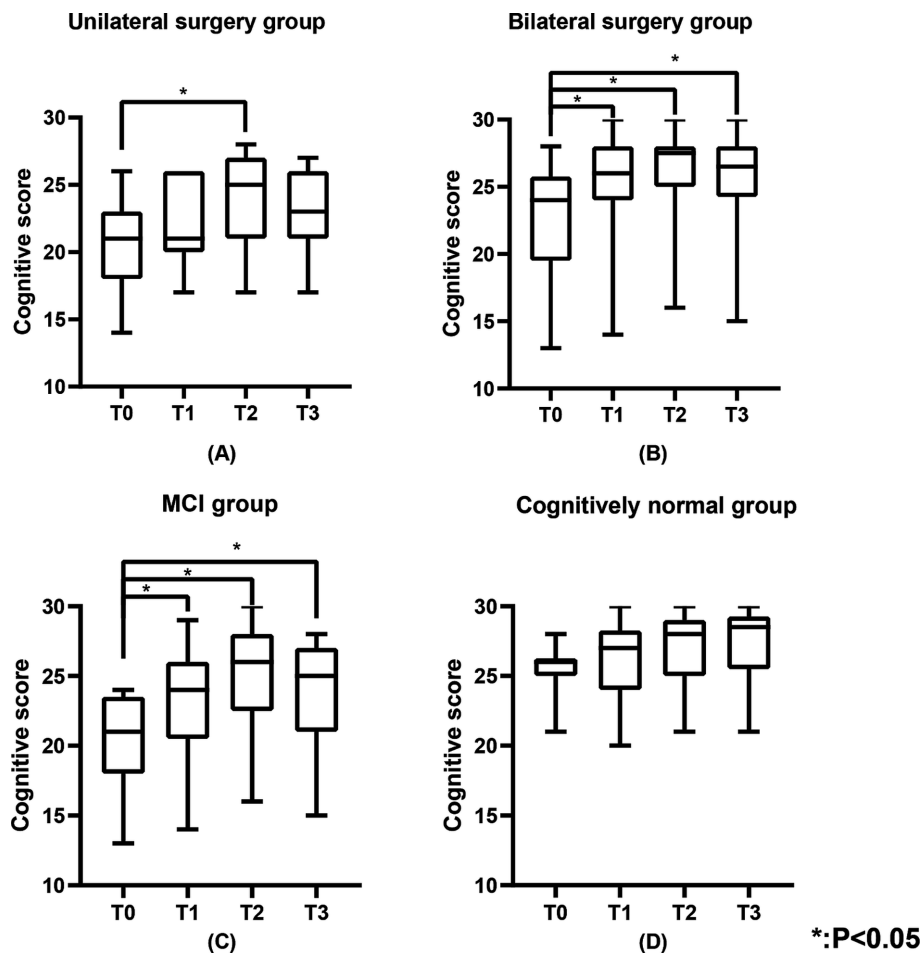 Unilateral surgery group
Bilateral surgery group
*
*
*
*
30
25
20
15
10
Cognitive score
T0 T1 T2 T3
(A)
30
25
20
15
10
Cognitive score
T0 T1 T2 T3
(B)
MCI group
Cognitively normal group
*
*
*
30
25
20
15
10
Cognitive score
T0 T1 T2 T3
(C)
30
25
20
15
10
Cognitive score
T0 T1 T2 T3
(D)
*:P<0.05